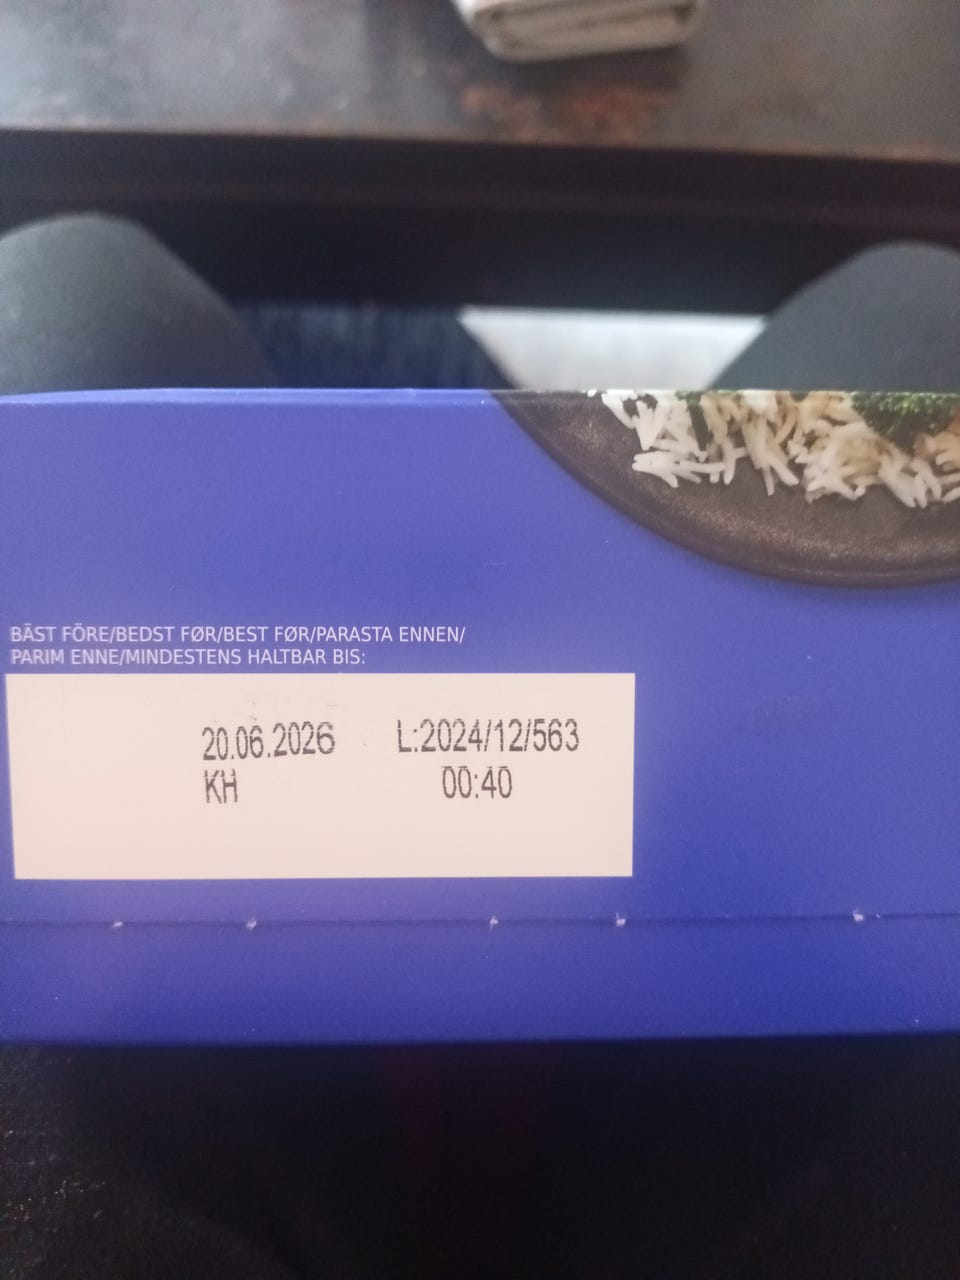 BÄST FÖRE/BEDST FØR/BEST FØR/PARASTA ENNEN/
PARIM ENNE/MINDESTENS HALTBAR BIS:
20.06.2026 L:2024/12/563
KH 00:40